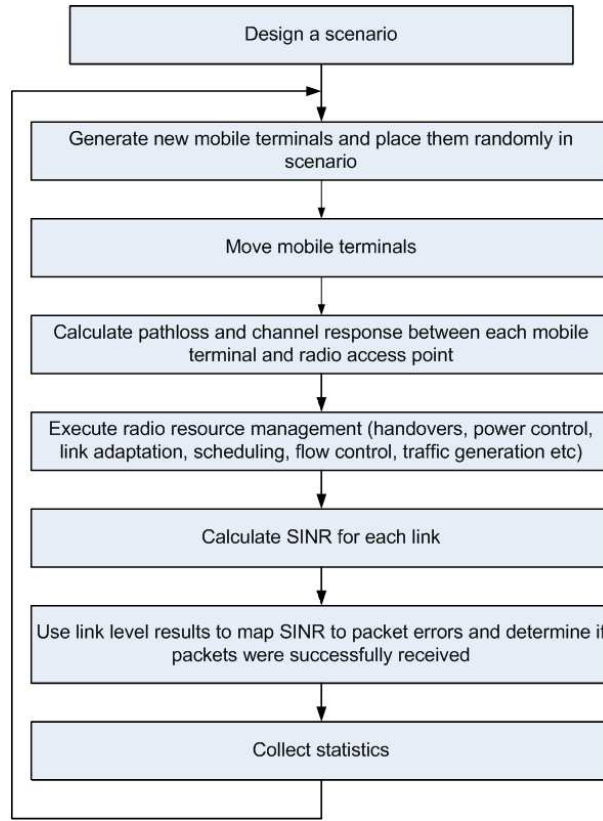 Design a scenario
Generate new mobile terminals and place them randomly in
scenario
Move mobile terminals
Calculate pathloss and channel response between each mobile
terminal and radio access point
Execute radio resource management (handovers, power control,
link adaptation, scheduling, flow control, traffic generation etc)
Calculate SINR for each link
Use link level results to map SINR to packet errors and determine if
packets were successfully received
Collect statistics